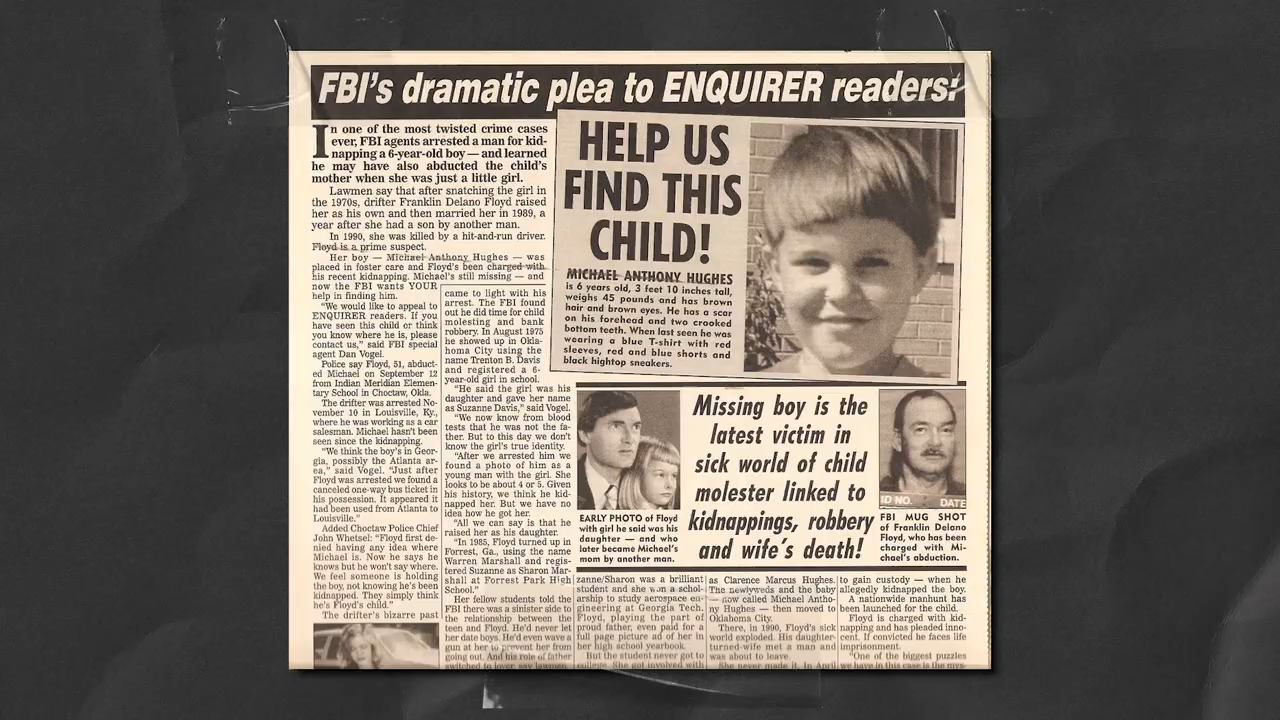 FBI's dramatic plea to ENQUIRER readers:
In one of the most twisted crime cases
ever, FBI agents arrested a man for kid-
napping a 6-year-old boy — and learned
he may have also abducted the child's
mother when she was just a little girl.
Lawmen say that after snatching the girl in
the 1970s, drifter Franklin Delano Floyd raised
her as his own and then married her in 1989, a
year after she had a son by another man.
In 1990, she was killed by a hit-and-run driver.
Floyd is a prime suspect.
Her boy — Michael Anthony Hughes — was
placed in foster care and Floyd's been charged with
his recent kidnapping. Michael's still missing — and
now the FBI wants YOUR
help in finding him.
"We would like to appeal to
ENQUIRER readers. If you
have seen this child or think
you know where he is, please
contact us," said FBI special
agent Dan Vogel.
Police say Floyd, 51, abduct-
ed Michael on September 12
from Indian Meridian Elemen-
tary School in Choctaw, Okla.
The drifter was arrested No-
vember 10 in Louisville, Ky.,
where he was working as a car
salesman. Michael hasn't been
seen since the kidnapping.
"We think the boy's in Geor-
gia, possibly the Atlanta ar-
ea," said Vogel. "Just after
Floyd was arrested we found a
canceled one-way bus ticket in
his possession. It appeared it
had been used from Atlanta to
Louisville."
Added Choctaw Police Chief
John Whetsel: "Floyd first de-
nied having any idea where
Michael is. Now he says he
knows but he won't say where.
We feel someone is holding
the boy, not knowing he's been
kidnapped. They simply think
he's Floyd's child."
The drifter's bizarre past
came to light with his
arrest. The FBI found
out he did time for child
molesting and bank
robbery. In August 1975
he showed up in Okla-
homa City using the
name Trenton B. Davis
and registered a 6-
year-old girl in school.
"He said the girl was his
daughter and gave her name
as Suzanne Davis," said Vogel.
"We now know from blood
tests that he was not the fa-
ther. But to this day we don't
know the girl's true identity.
"After we arrested him we
found a photo of him as a
young man with the girl. She
looks to be about 4 or 5. Given
his history, we think he kid-
napped her. But we have no
idea how he got her.
"All we can say is that he
raised her as his daughter.
"In 1985, Floyd turned up in
Forrest, Ga., using the name
Warren Marshall and regis-
tered Suzanne as Sharon Mar-
shall at Forrest Park High
School."
Her fellow students told the
FBI there was a sinister side to
the relationship between the
teen and Floyd. He'd never let
her date boys. He'd even wave a
gun at her to prevent her from
going out. And his role of father
switched to lover, say lawmen.
HELP US
FIND THIS
CHILD!
MICHAEL ANTHONY HUGHES
is 6 years old, 3 feet 10 inches tall,
weighs 45 pounds and has brown
hair and brown eyes. He has a scar
on his forehead and two crooked
bottom teeth. When last seen he was
wearing a blue T-shirt with red
sleeves, red and blue shorts and
black hightop sneakers.
EARLY PHOTO of Floyd
with girl he said was his
daughter — and who
later became Michael's
mom by another man.
Missing boy is the
latest victim in
sick world of child
molester linked to
kidnappings, robbery
and wife's death!
ID NO. DATE
FBI MUG SHOT
of Franklin Delano
Floyd, who has been
charged with Mi-
chael's abduction.
zanne/Sharon was a brilliant
student and she won a schol-
arship to study aerospace en-
gineering at Georgia Tech.
Floyd, playing the part of
proud father, even paid for a
full page picture ad of her in
her high school yearbook.
But the student never got to
college. She got involved with
as Clarence Marcus Hughes.
The newlyweds and the baby
— now called Michael Antho-
ny Hughes — then moved to
Oklahoma City.
There, in 1990, Floyd's sick
world exploded. His daughter-
turned-wife met a man and
was about to leave.
She never made it. In April
to gain custody — when he
allegedly kidnapped the boy.
A nationwide manhunt has
been launched for the child.
Floyd is charged with kid-
napping and has pleaded inno-
cent. If convicted he faces life
imprisonment.
"One of the biggest puzzles
we have in this case is the mys-